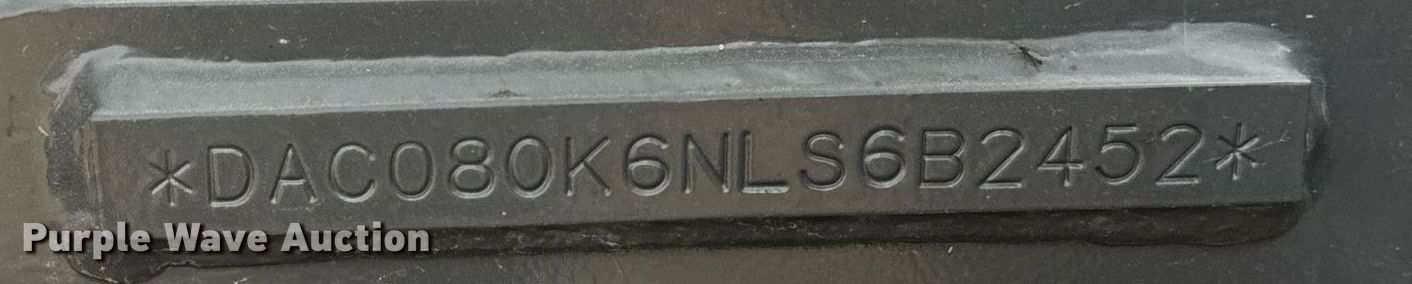 *DAC080K6NLS6B2452*
Purple Wave Auction